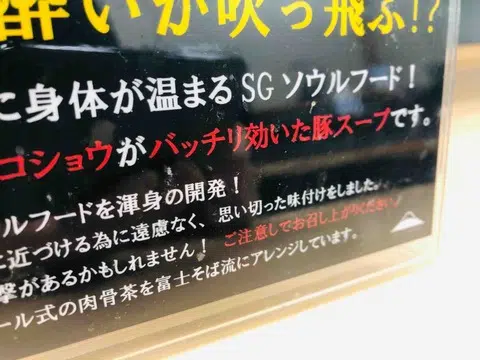 酔いが吹っ飛ぶ!?
に身体が温まるSGソウルフード！
コショウがバッチリ効いた豚スープです。
ルフードを渾身の開発！
に近づける為に遠慮なく、思い切った味付けをしました。
撃があるかもしれません！ ご注意してお召し上がりください！
ール式の肉骨茶を富士そば流にアレンジしています。